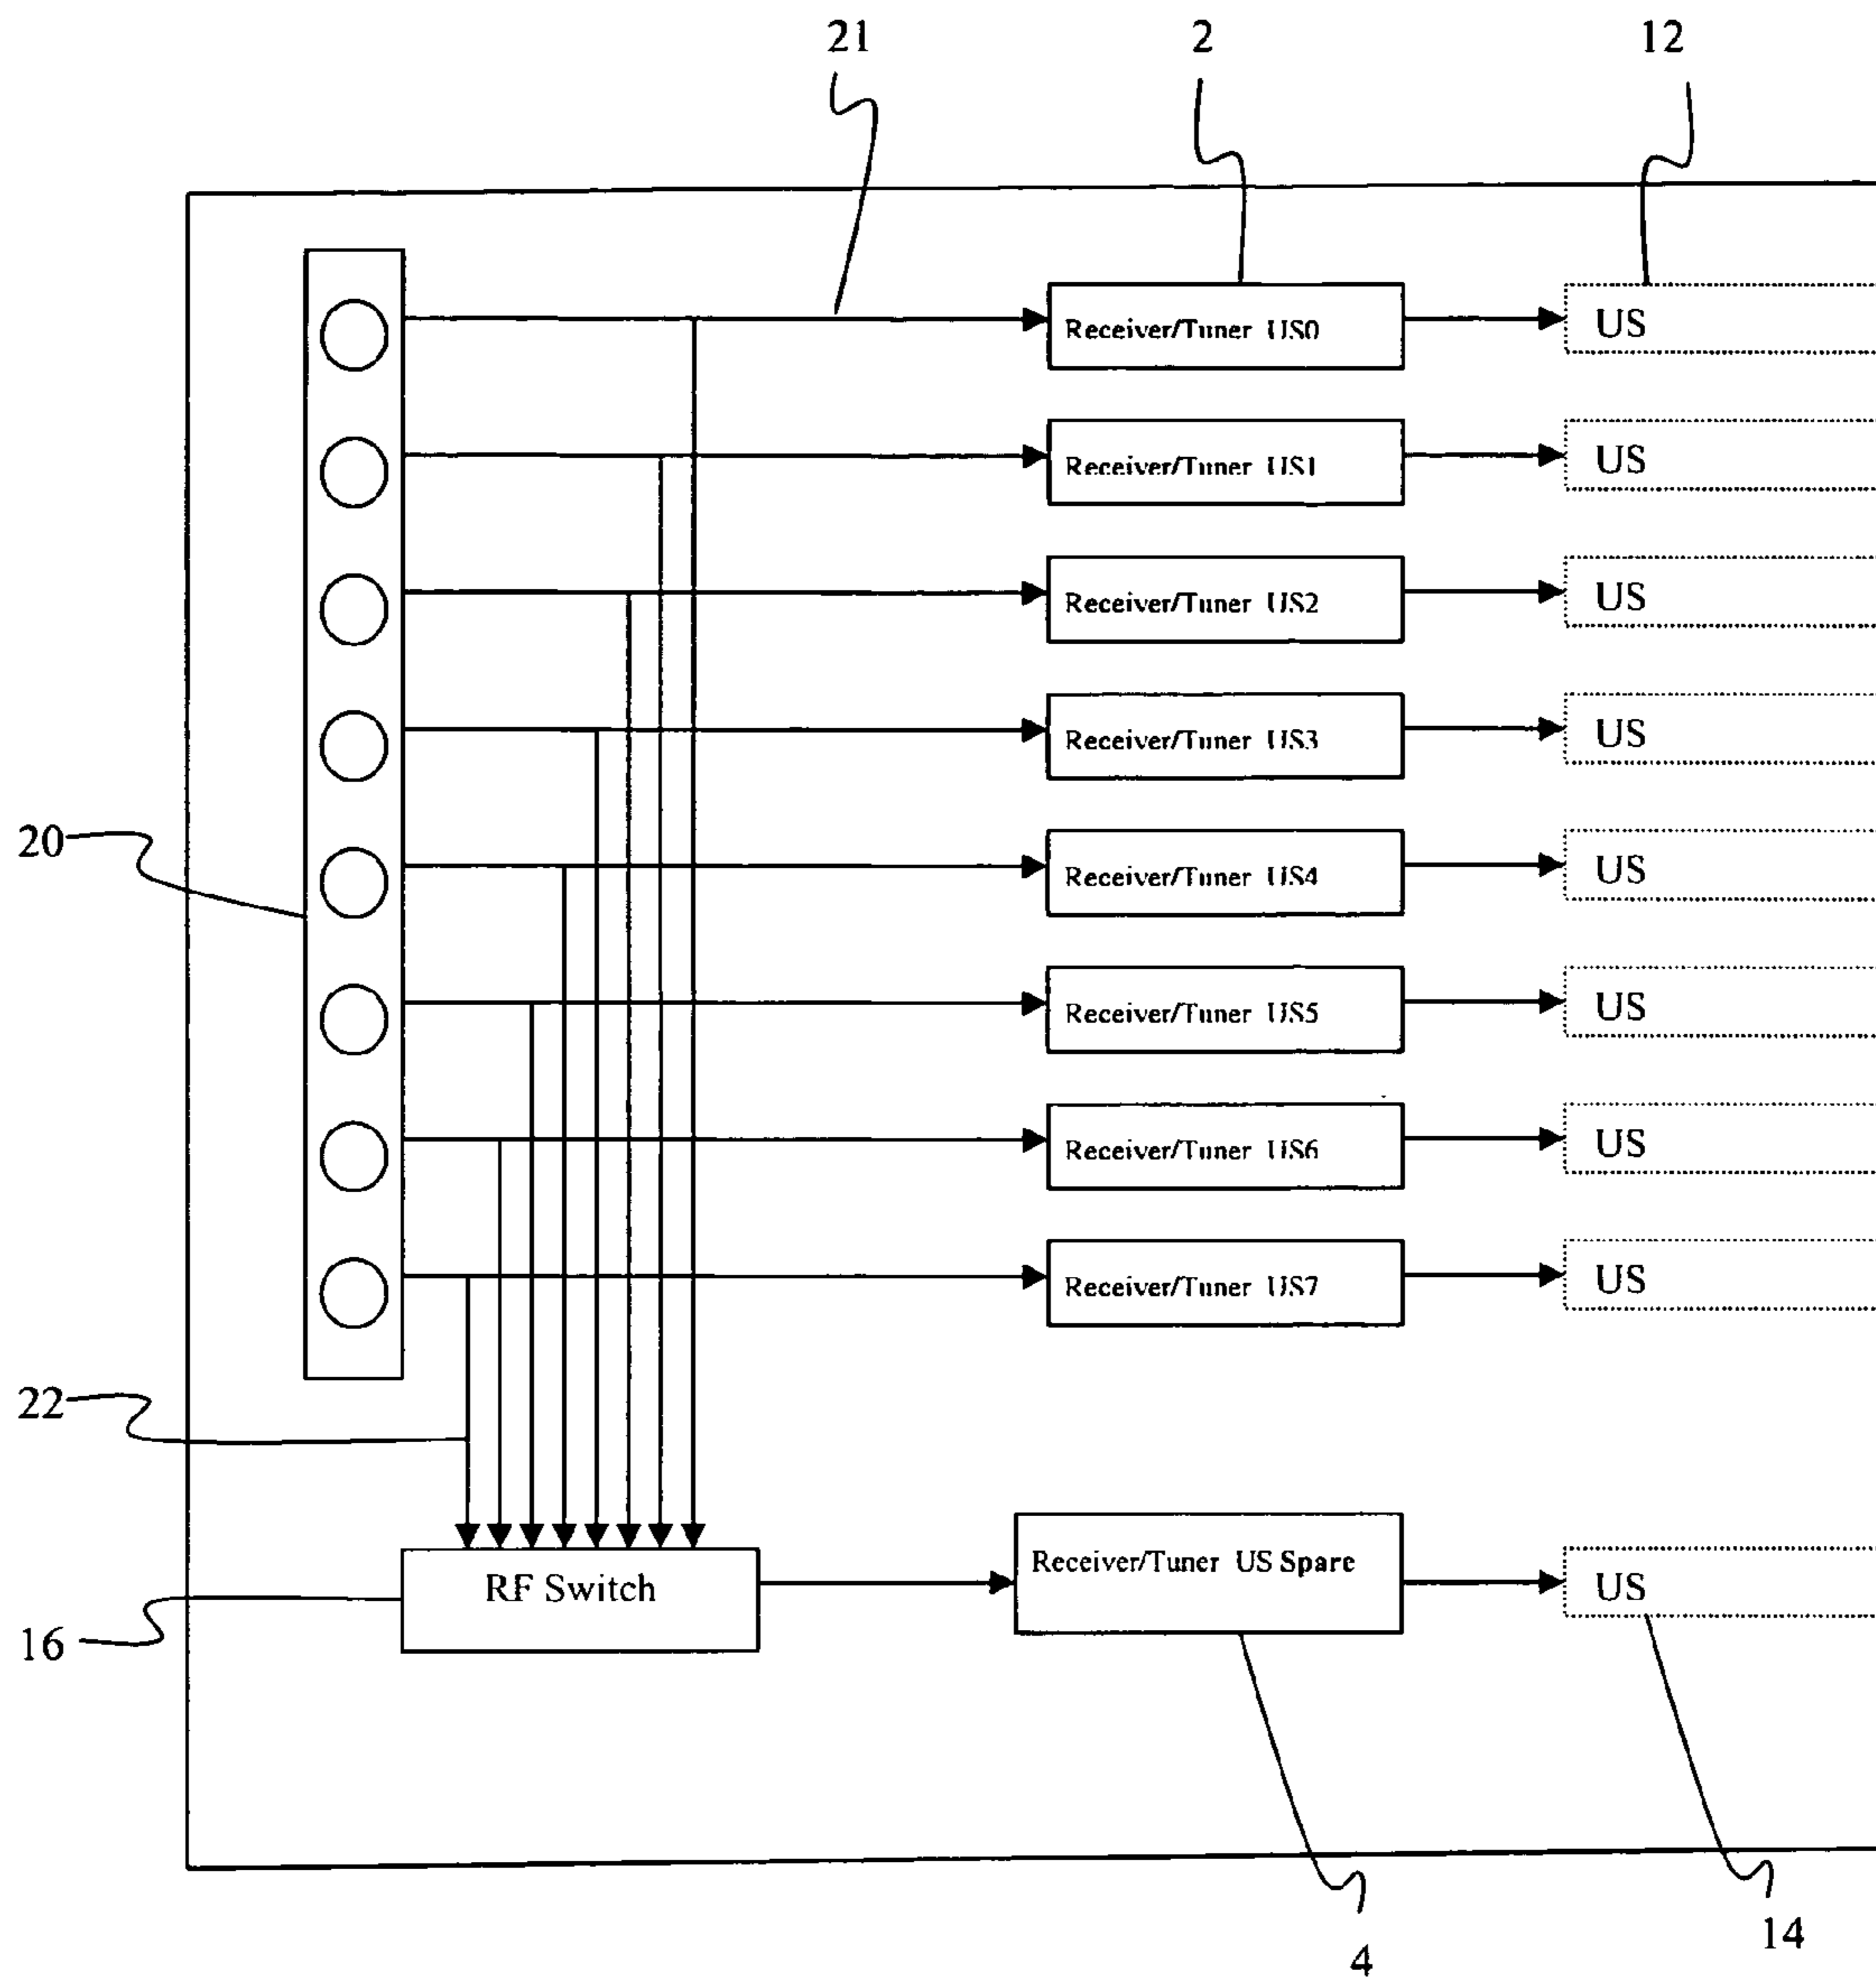 21 2 12
Receiver/Tuner US0 US
Receiver/Tuner US1 US
Receiver/Tuner US2 US
Receiver/Tuner US3 US
20
Receiver/Tuner US4 US
Receiver/Tuner US5 US
Receiver/Tuner US6 US
Receiver/Tuner US7 US
22
Receiver/Tuner US Spare US
RF Switch
16
4
14